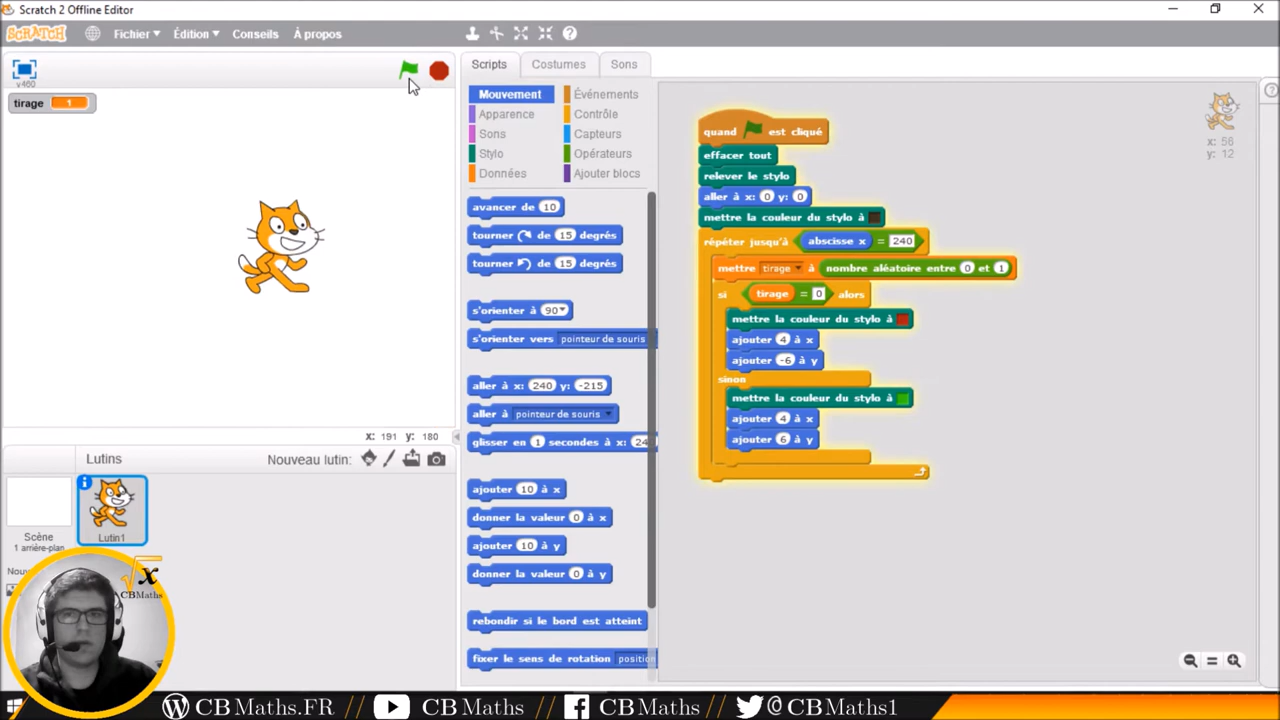 Scratch 2 Offline Editor
SCRATCH Fichier Édition Conseils À propos
v460
tirage 1
x: 191 y: 180
Lutins Nouveau lutin:
Scène
1 arrière-plan
Lutin1
√x
CBMaths
Scripts Costumes Sons
Mouvement Événements
Apparence Contrôle
Sons Capteurs
Stylo Opérateurs
Données Ajouter blocs
avancer de 10
tourner de 15 degrés
tourner de 15 degrés
s'orienter à 90
s'orienter vers pointeur de souris
aller à x: 240 y: -215
aller à pointeur de souris
glisser en 1 secondes à x: 24
ajouter 10 à x
donner la valeur 0 à x
ajouter 10 à y
donner la valeur 0 à y
rebondir si le bord est atteint
fixer le sens de rotation position
quand est cliqué
effacer tout
relever le stylo
aller à x: 0 y: 0
mettre la couleur du stylo à
répéter jusqu'à abscisse x = 240
mettre tirage à nombre aléatoire entre 0 et 1
si tirage = 0 alors
mettre la couleur du stylo à
ajouter 4 à x
ajouter -6 à y
sinon
mettre la couleur du stylo à
ajouter 4 à x
ajouter 6 à y
x: 56
y: 12
CBMaths.FR // CBMaths // CBMaths // @CBMaths1